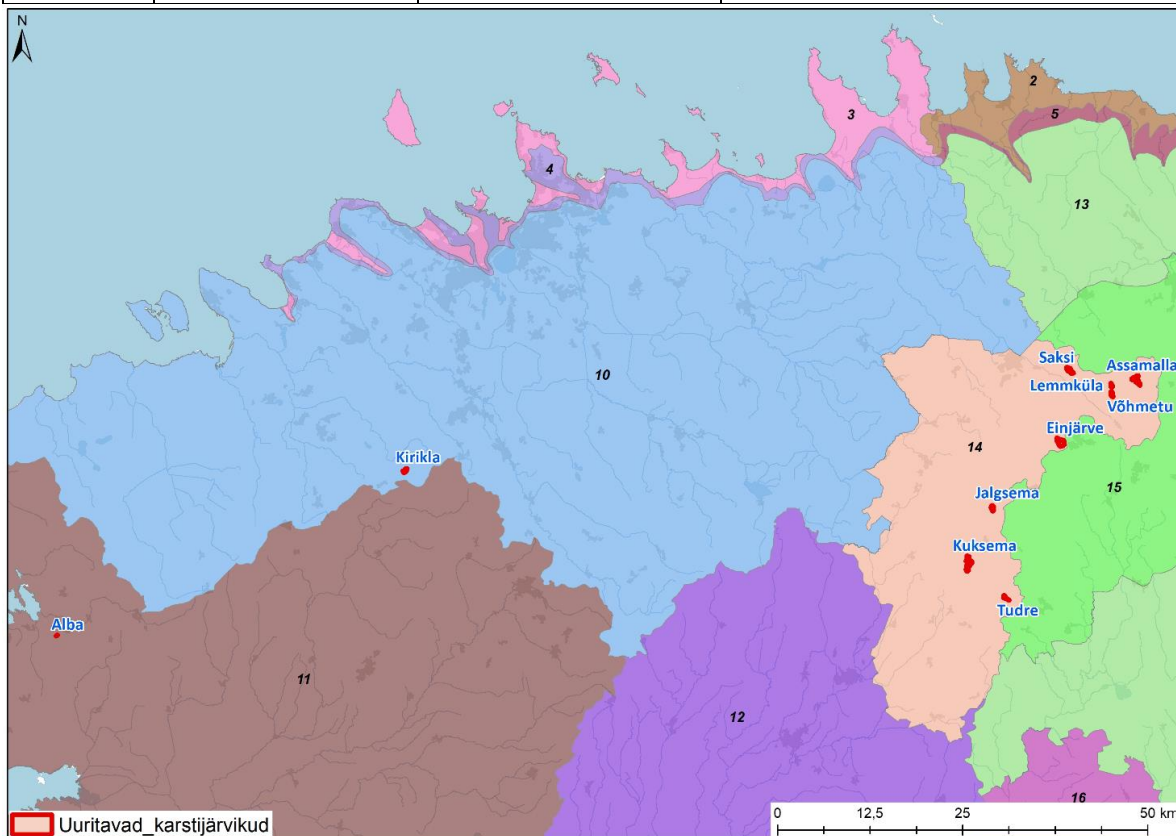 N
2
3
5
4
13
10
Saksi
Assamalla
Lemmküla
Võhmetu
Einjärve
14
Kirikla
15
Jalgsema
Kuksema
Tudre
Alba
11
12
16
Uuritavad_karstijärvikud
0 12,5 25 50 km